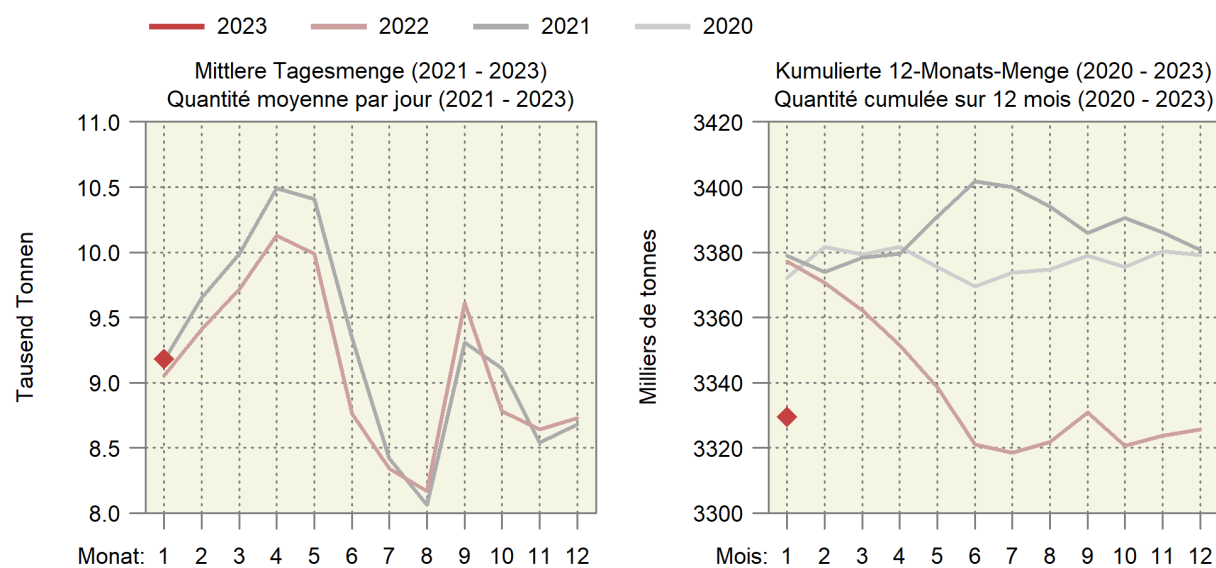 2023 2022 2021 2020
Mittlere Tagesmenge (2021 - 2023)
Quantité moyenne par jour (2021 - 2023)
Tausend Tonnen
11.0
10.5
10.0
9.5
9.0
8.5
8.0
Monat: 1 2 3 4 5 6 7 8 9 10 11 12
Kumulierte 12-Monats-Menge (2020 - 2023)
Quantité cumulée sur 12 mois (2020 - 2023)
Milliers de tonnes
3420
3400
3380
3360
3340
3320
3300
Mois: 1 2 3 4 5 6 7 8 9 10 11 12